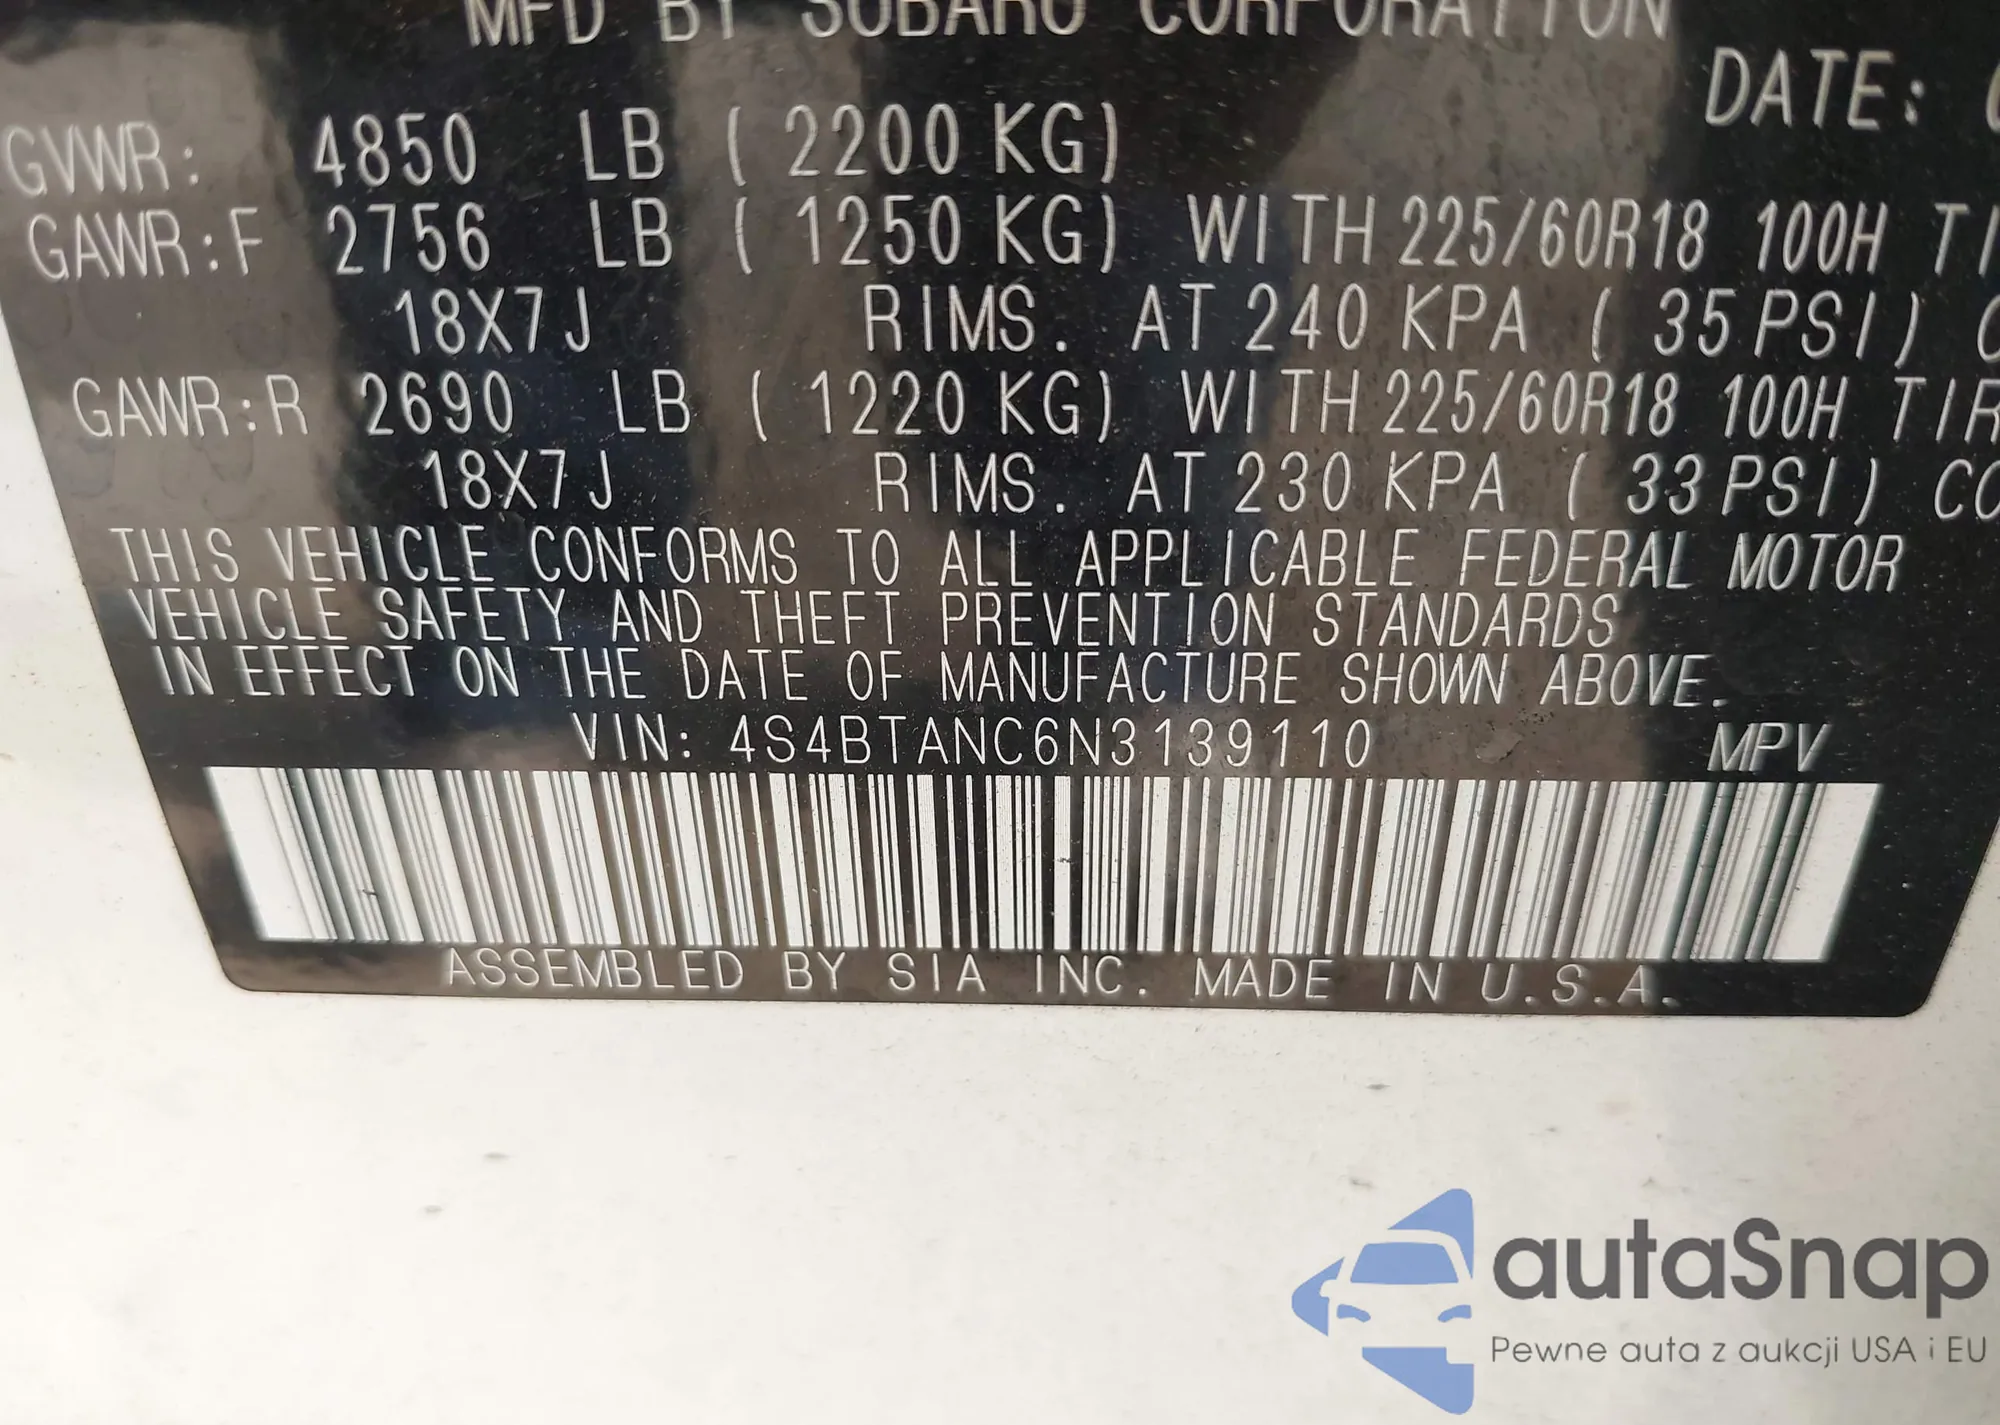 MFD BY SUBARU CORPORATION
DATE:
GVWR: 4850 LB ( 2200 KG)
GAWR:F 2756 LB ( 1250 KG) WITH 225/60R18 100H
18X7J RIMS. AT 240 KPA ( 35 PSI)
GAWR:R 2690 LB ( 1220 KG) WITH 225/60R18 100H
18X7J RIMS. AT 230 KPA ( 33 PSI)
THIS VEHICLE CONFORMS TO ALL APPLICABLE FEDERAL MOTOR
VEHICLE SAFETY AND THEFT PREVENTION STANDARDS
IN EFFECT ON THE DATE OF MANUFACTURE SHOWN ABOVE.
VIN: 4S4BTANC6N3139110 MPV
ASSEMBLED BY SIA INC. MADE IN U.S.A.
autaSnap
Pewne auta z aukcji USA i EU